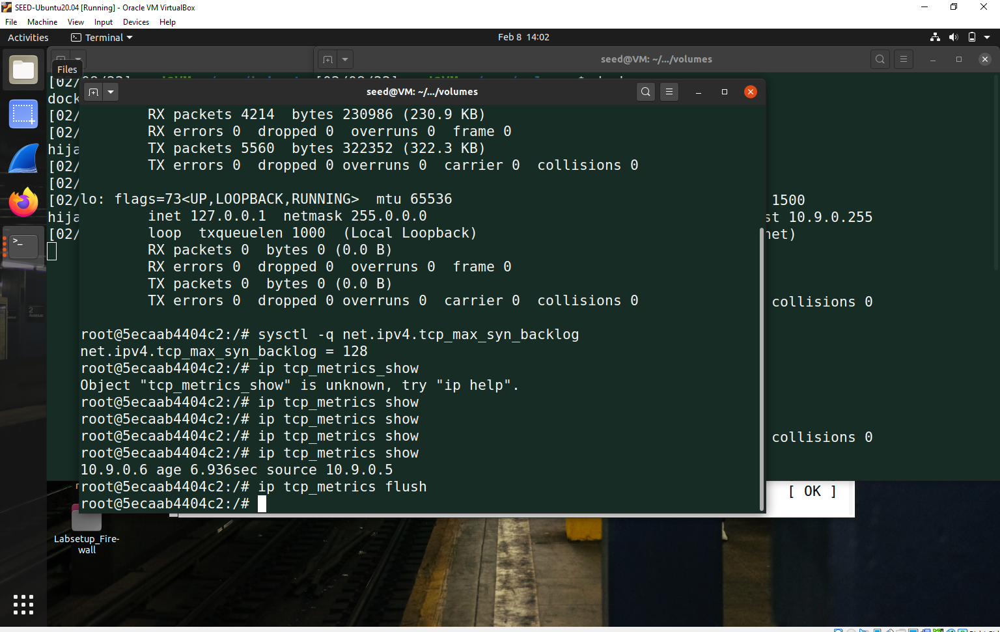 SEED-Ubuntu20.04 [Running] - Oracle VM VirtualBox
File Machine View Input Devices Help
Activities Terminal Feb 8 14:02
seed@VM: ~/.../volumes
Files
[02/
dock
[02/
[02/
hija
[02/
[02/
[02/
hija
[02/
seed@VM: ~/.../volumes
RX packets 4214 bytes 230986 (230.9 KB)
RX errors 0 dropped 0 overruns 0 frame 0
TX packets 5560 bytes 322352 (322.3 KB)
TX errors 0 dropped 0 overruns 0 carrier 0 collisions 0
lo: flags=73<UP,LOOPBACK,RUNNING> mtu 65536
inet 127.0.0.1 netmask 255.0.0.0
loop txqueuelen 1000 (Local Loopback)
RX packets 0 bytes 0 (0.0 B)
RX errors 0 dropped 0 overruns 0 frame 0
TX packets 0 bytes 0 (0.0 B)
TX errors 0 dropped 0 overruns 0 carrier 0 collisions 0
root@5ecaab4404c2:/# sysctl -q net.ipv4.tcp_max_syn_backlog
net.ipv4.tcp_max_syn_backlog = 128
root@5ecaab4404c2:/# ip tcp_metrics_show
Object "tcp_metrics_show" is unknown, try "ip help".
root@5ecaab4404c2:/# ip tcp_metrics show
root@5ecaab4404c2:/# ip tcp_metrics show
root@5ecaab4404c2:/# ip tcp_metrics show
root@5ecaab4404c2:/# ip tcp_metrics show
10.9.0.6 age 6.936sec source 10.9.0.5
root@5ecaab4404c2:/# ip tcp_metrics flush
root@5ecaab4404c2:/#
1500
st 10.9.0.255
net)
collisions 0
collisions 0
[ OK ]
Labsetup_Fire-
wall